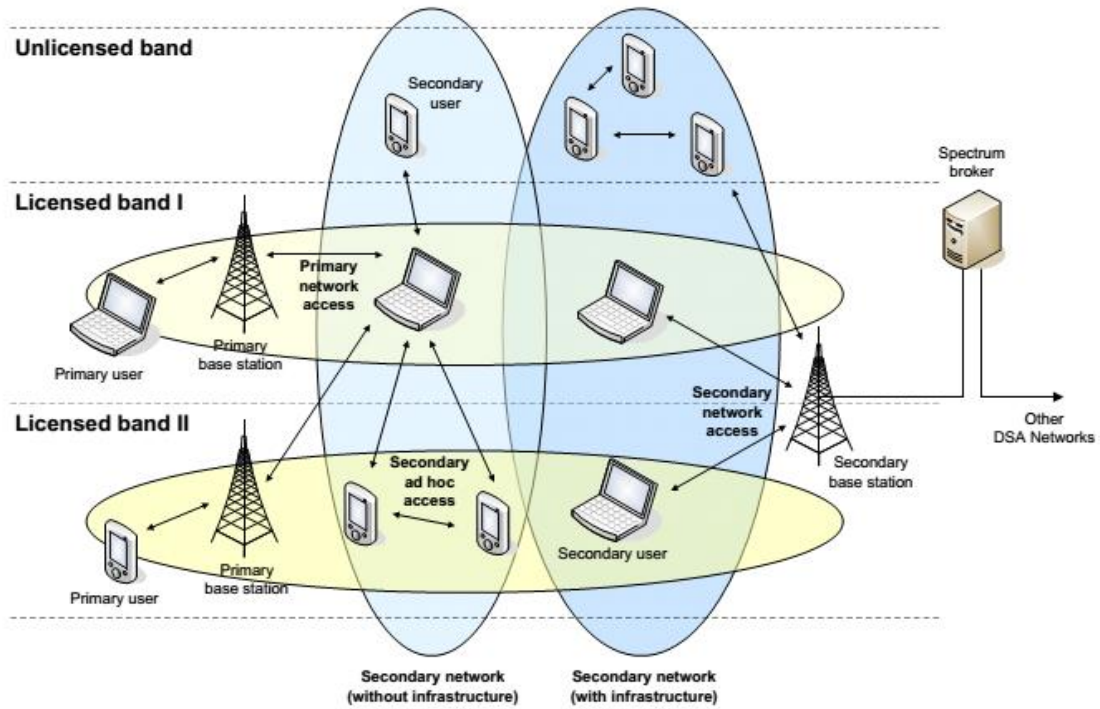 Unlicensed band
Secondary
user
Spectrum
broker
Licensed band I
Primary
network
access
Primary
base station
Primary user
Secondary
network
access
Other
DSA Networks
Licensed band II
Secondary
ad hoc
access
Secondary
base station
Secondary user
Primary
base station
Primary user
Secondary network
(without infrastructure)
Secondary network
(with infrastructure)